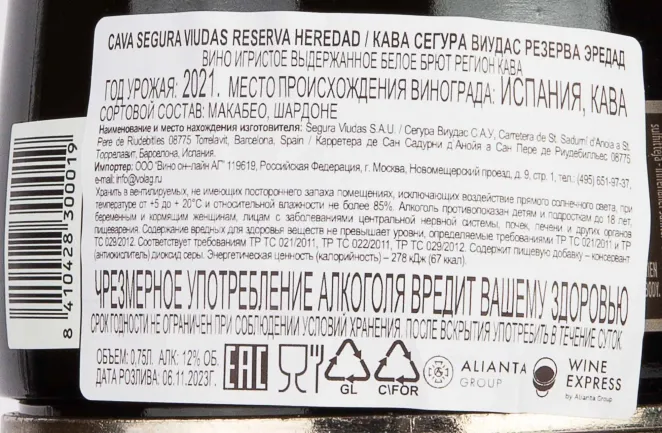 CAVA SEGURA VIUDAS RESERVA HEREDAD / КАВА СЕГУРА ВИУДАС РЕЗЕРВА ЭРЕДАД
ВИНО ИГРИСТОЕ ВЫДЕРЖАННОЕ БЕЛОЕ БРЮТ РЕГИОН КАВА
ГОД УРОЖАЯ: 2021. МЕСТО ПРОИСХОЖДЕНИЯ ВИНОГРАДА: ИСПАНИЯ, КАВА
СОРТОВОЙ СОСТАВ: МАКАБЕО, ШАРДОНЕ
Наименование и место нахождения изготовителя: Segura Viudas S.A.U. / Сегура Виудас С.А.У, Carretera de St. Sadurní d'Anoia a St.
Pere de Riudebitlles 08775 Torrelavit, Barcelona, Spain / Карретера де Сан Садурни д Анойя а Сан Пере де Риудебильес 08775
Торрелавит, Барселона, Испания.
Импортер: ООО "Вино он-лайн АГ" 119619, Российская Федерация, г. Москва, Новомещерский проезд, д. 9, стр. 1, тел.: (495) 651-97-37,
e-mail: info@volag.ru
Хранить в вентилируемых, не имеющих постороннего запаха помещениях, исключающих воздействие прямого солнечного света, при
температуре от +5 до + 20°C и относительной влажности не более 85%. Алкоголь противопоказан детям и подросткам до 18 лет,
беременным и кормящим женщинам, лицам с заболеваниями центральной нервной системы, почек, печени и других органов
пищеварения. Содержание вредных для здоровья веществ не превышает уровни, определяемые требованиями ТР ТС 021/2011 и ТР
ТС 029/2012. Соответствует требованиям ТР ТС 021/2011, ТР ТС 022/2011, ТР ТС 029/2012. Содержит пищевую добавку – консервант
(антиокислитель) диоксид серы. Энергетическая ценность (калорийность) – 278 кДж (67 ккал).
ЧРЕЗМЕРНОЕ УПОТРЕБЛЕНИЕ АЛКОГОЛЯ ВРЕДИТ ВАШЕМУ ЗДОРОВЬЮ
СРОК ГОДНОСТИ НЕ ОГРАНИЧЕН ПРИ СОБЛЮДЕНИИ УСЛОВИЙ ХРАНЕНИЯ. ПОСЛЕ ВСКРЫТИЯ УПОТРЕБИТЬ В ТЕЧЕНИЕ СУТОК.
ОБЪЕМ: 0.75Л. АЛК: 12% ОБ.
ДАТА РОЗЛИВА: 06.11.2023Г.
EAC
GL
C\FOR
ALIANTA
GROUP
WINE
EXPRESS
by Alianta Group
8 410428 300019